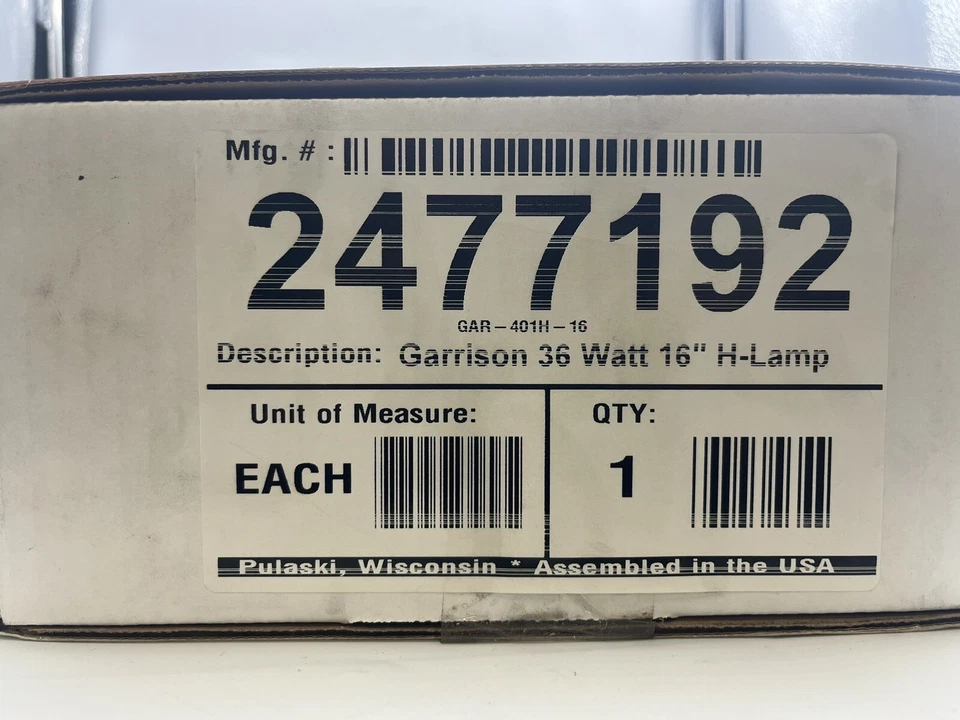 Mfg. # :
2477192
GAR-401H-16
Description: Garrison 36 Watt 16" H-Lamp
Unit of Measure:
EACH
QTY:
1
Pulaski, Wisconsin * Assembled in the USA